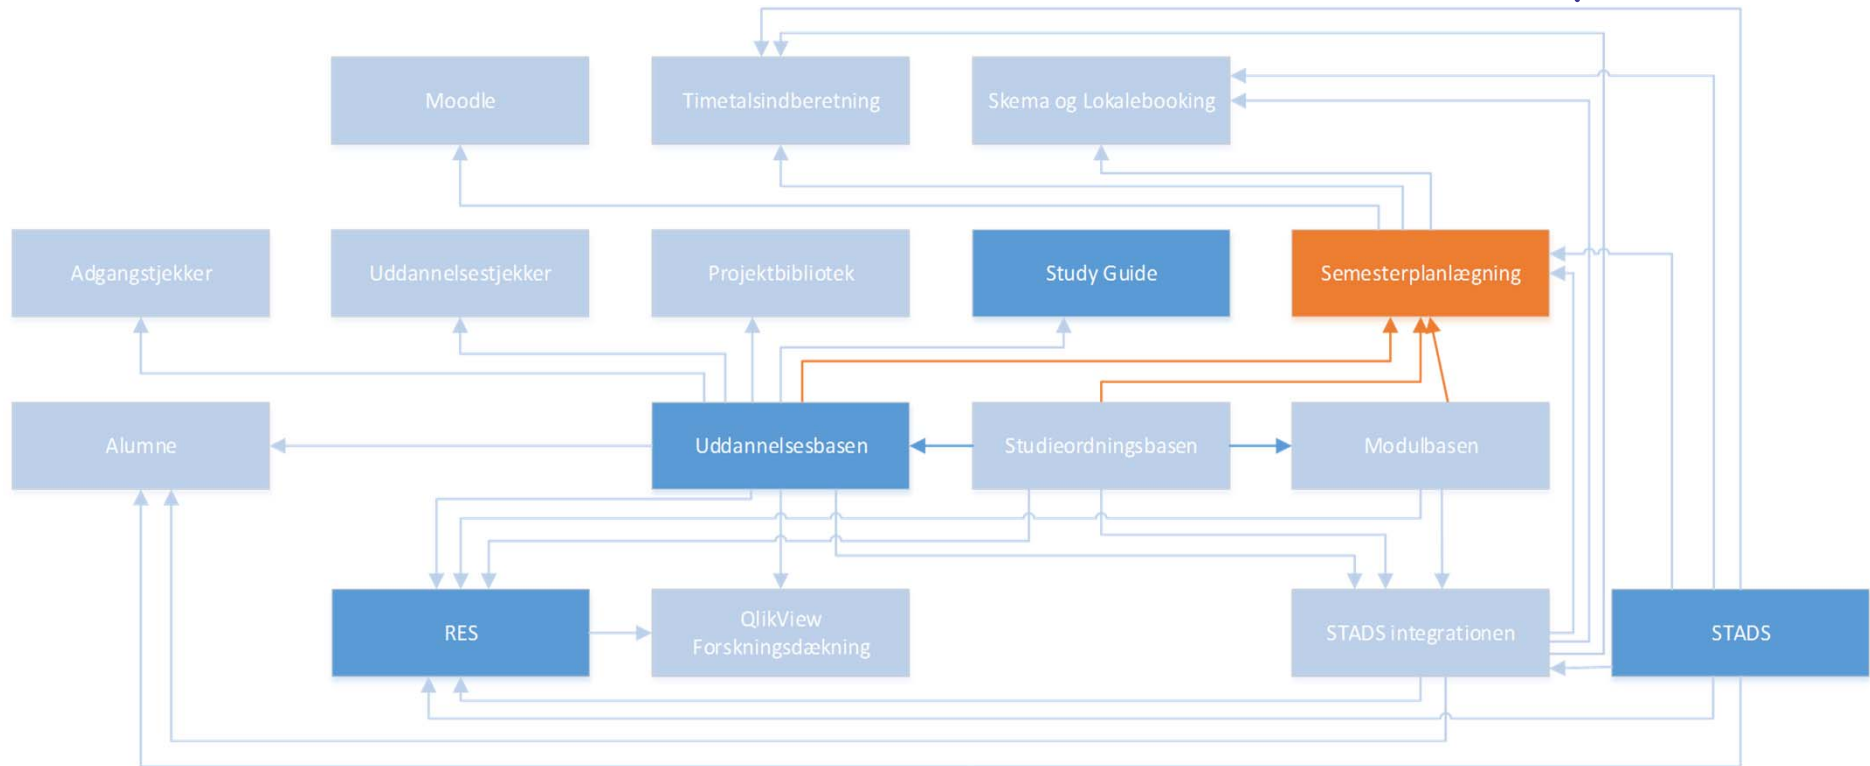 Moodle
Timetalsindberetning
Skema og Lokalebooking
Adgangstjekker
Uddannelsestjekker
Projektbibliotek
Study Guide
Semesterplanlægning
Alumne
Uddannelsesbasen
Studieordningsbasen
Modulbasen
RES
QlikView
Forskningsdækning
STADS integrationen
STADS